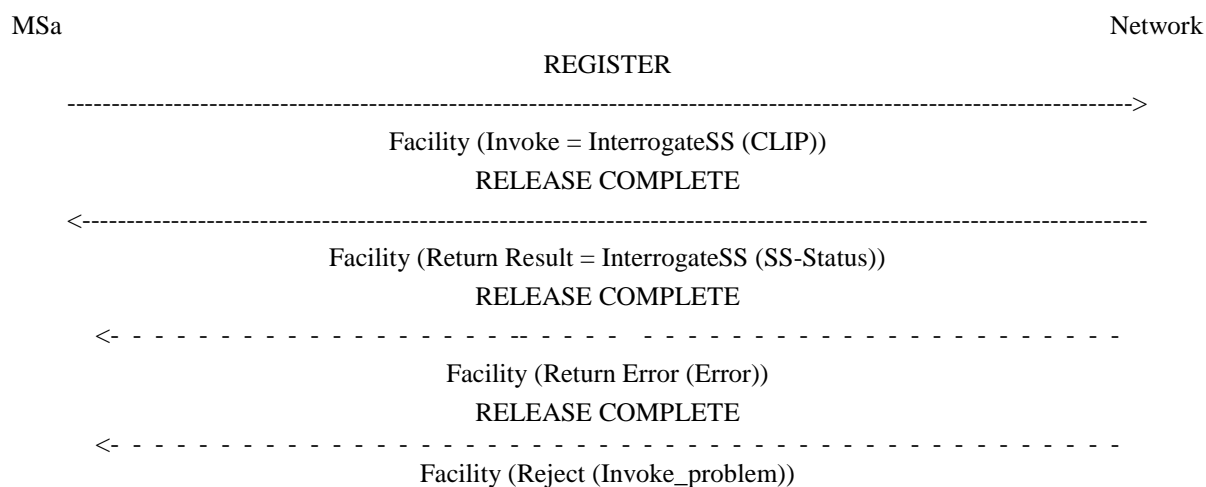 MSa Network
REGISTER
------------------------------------------------------------------------------------------------------------------------>
Facility (Invoke = InterrogateSS (CLIP))
RELEASE COMPLETE
<------------------------------------------------------------------------------------------------------------------------
Facility (Return Result = InterrogateSS (SS-Status))
RELEASE COMPLETE
<- - - - - - - - - - - - - - - - - - - -- - - - - - - - - - - - - - - - - - - - - - - - - - -
Facility (Return Error (Error))
RELEASE COMPLETE
<- - - - - - - - - - - - - - - - - - - - - - - - - - - - - - - - - - - - - - - - - - - - - -
Facility (Reject (Invoke_problem))